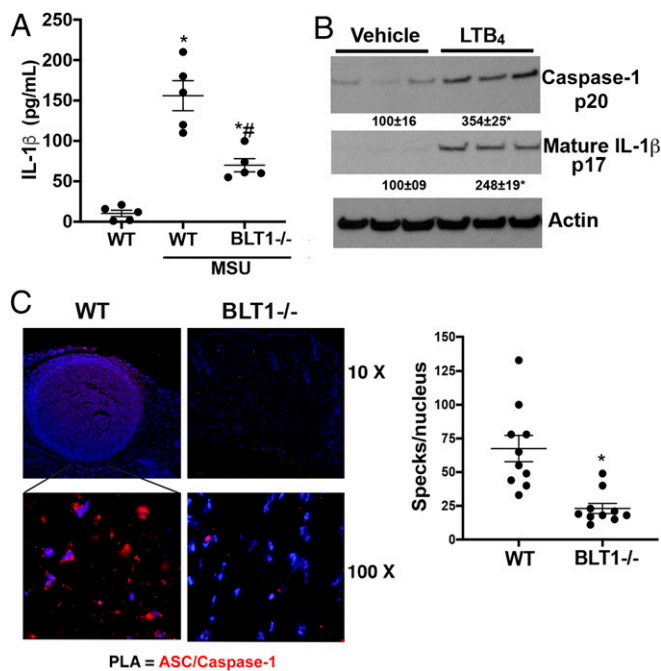 A
IL-1β (pg/mL)
250
200
150
100
50
0
*
*#
WT WT BLT1-/-
MSU
B
Vehicle LTB₄
Caspase-1
p20
100±16 354±25*
Mature IL-1β
p17
100±09 248±19*
Actin
C
WT BLT1-/-
10 X
100 X
PLA = ASC/Caspase-1
Specks/nucleus
150
125
100
75
50
25
0
*
WT BLT1-/-